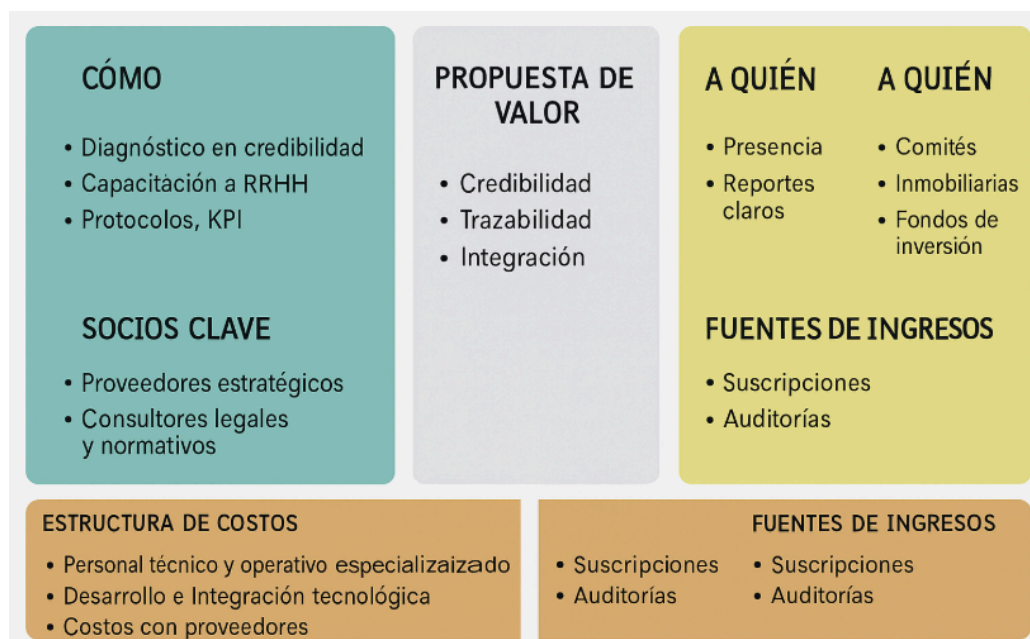 CÓMO
• Diagnóstico en credibilidad
• Capacitación a RRHH
• Protocolos, KPI
SOCIOS CLAVE
• Proveedores estratégicos
• Consultores legales
y normativos
PROPUESTA DE
VALOR
• Credibilidad
• Trazabilidad
• Integración
A QUIÉN
• Presencia
• Reportes
claros
A QUIÉN
• Comités
• Inmobiliarias
• Fondos de
inversión
FUENTES DE INGRESOS
• Suscripciones
• Auditorías
ESTRUCTURA DE COSTOS
• Personal técnico y operativo especializaizado
• Desarrollo e Integración tecnológica
• Costos con proveedores
• Suscripciones
• Auditorías
FUENTES DE INGRESOS
• Suscripciones
• Auditorías